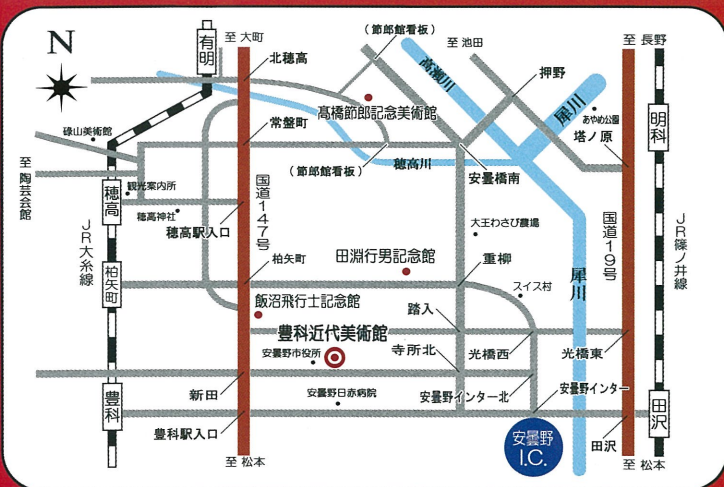 N
有明
至 大町
北穂高
(節郎館看板)
高瀬川
至 池田
押野
至 長野
犀川
あやめ公園
塔ノ原
明科
碌山美術館
常盤町
髙橋節郎記念美術館
(節郎館看板)
穂高川
安曇橋南
至 陶芸会館
穂高
観光案内所
穂高神社
穂高駅入口
国道147号
大王わさび農場
国道19号
JR大糸線
JR篠ノ井線
柏矢町
柏矢町
田淵行男記念館
重柳
犀川
スイス村
飯沼飛行士記念館
踏入
豊科近代美術館
安曇野市役所
寺所北
光橋西
光橋東
豊科
新田
安曇野日赤病院
安曇野インター北
安曇野インター
田沢
豊科駅入口
安曇野
I.C.
田沢
至 松本
至 松本